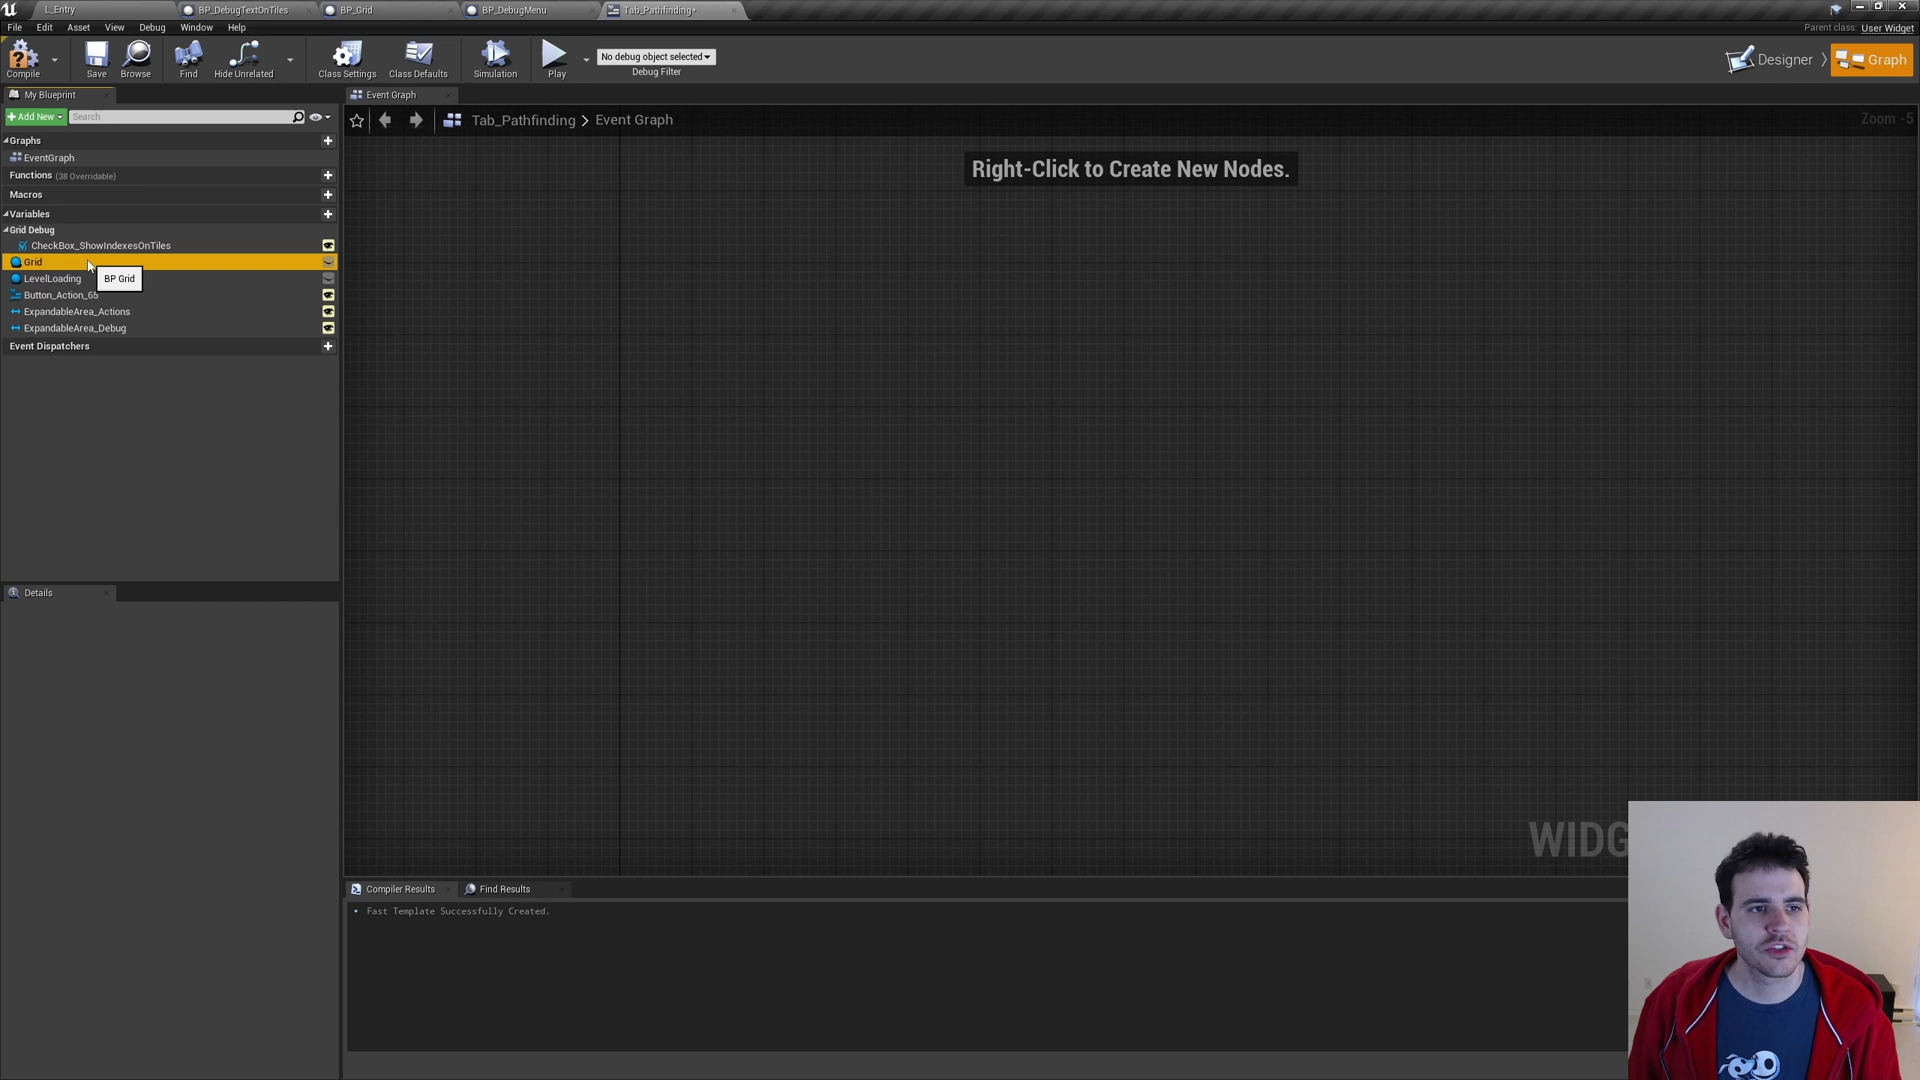 L_Entry
BP_DebugTextOnTiles
BP_Grid
BP_DebugMenu
Tab_Pathfinding*
File
Edit
Asset
View
Debug
Window
Help
Parent class: User Widget
Compile
Save
Browse
Find
Hide Unrelated
Class Settings
Class Defaults
Simulation
Play
No debug object selected
Debug Filter
Designer
Graph
My Blueprint
Event Graph
+ Add New
Search
Tab_Pathfinding > Event Graph
Zoom -5
Graphs
EventGraph
Functions (38 Overridable)
Macros
Variables
Grid Debug
CheckBox_ShowIndexesOnTiles
Grid
LevelLoading
BP Grid
Button_Action_65
ExpandableArea_Actions
ExpandableArea_Debug
Event Dispatchers
Right-Click to Create New Nodes.
Details
WIDG
Compiler Results
Find Results
• Fast Template Successfully Created.